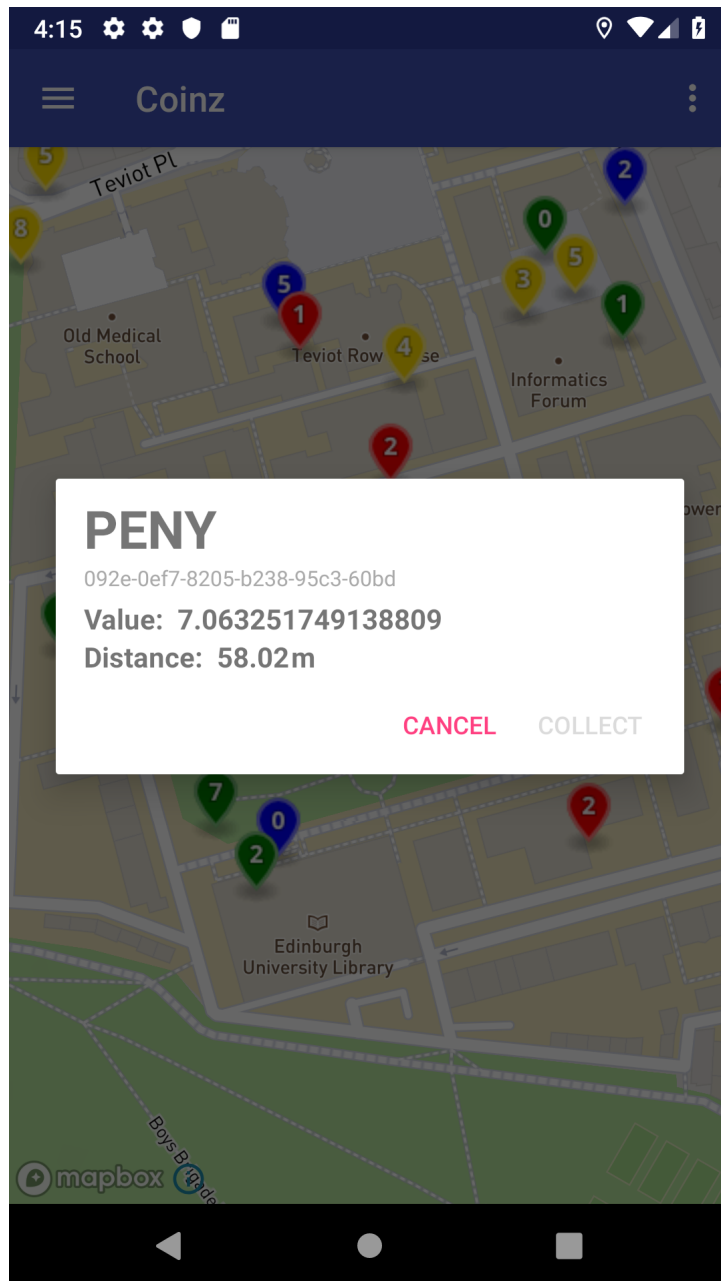 4:15
Coinz
5
Teviot Pl
2
8
0
5
3
5
1
1
Old Medical
School
Teviot Row
4
se
Informatics
Forum
2
PENY
092e-0ef7-8205-b238-95c3-60bd
Value: 7.063251749138809
Distance: 58.02m
CANCEL COLLECT
7
0
2
2
Edinburgh
University Library
Boys Brigade
mapbox